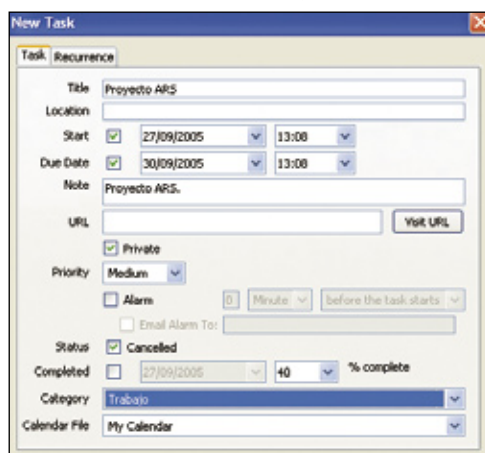 New Task
Task Recurrence
Title Proyecto ARS
Location
Start 27/09/2005 13:08
Due Date 30/09/2005 13:08
Note Proyecto ARS.
URL Visit URL
Private
Priority Medium
Alarm 0 Minute before the task starts
Email Alarm To:
Status Cancelled
Completed 27/09/2005 40 % complete
Category Trabajo
Calendar File My Calendar